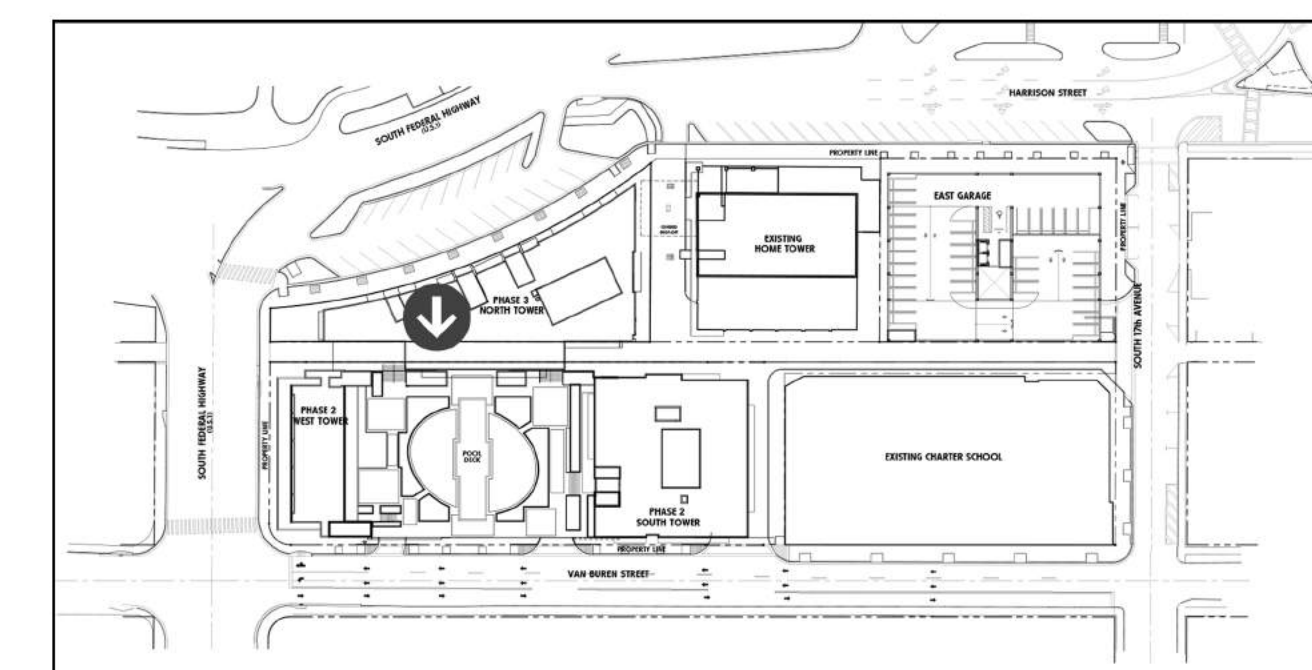 HARRISON STREET
SOUTH FEDERAL HIGHWAY
(U.S.1)
PROPERTY LINE
EAST GARAGE
PROPERTY LINE
EXISTING
HOME TOWER
PHASE 3
NORTH TOWER
SOUTH 17th AVENUE
SOUTH FEDERAL HIGHWAY
(U.S.1)
PROPERTY LINE
PHASE 2
WEST TOWER
POOL
DECK
EXISTING CHARTER SCHOOL
PHASE 2
SOUTH TOWER
PROPERTY LINE
VAN BUREN STREET